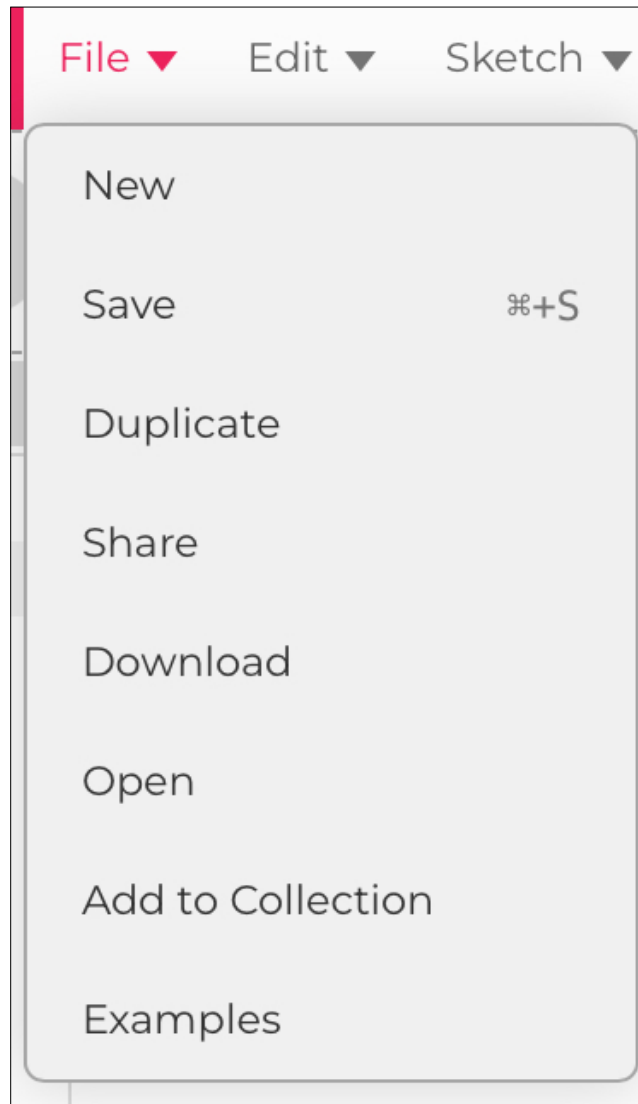 File ▼ Edit ▼ Sketch ▼
New
Save ⌘+S
Duplicate
Share
Download
Open
Add to Collection
Examples